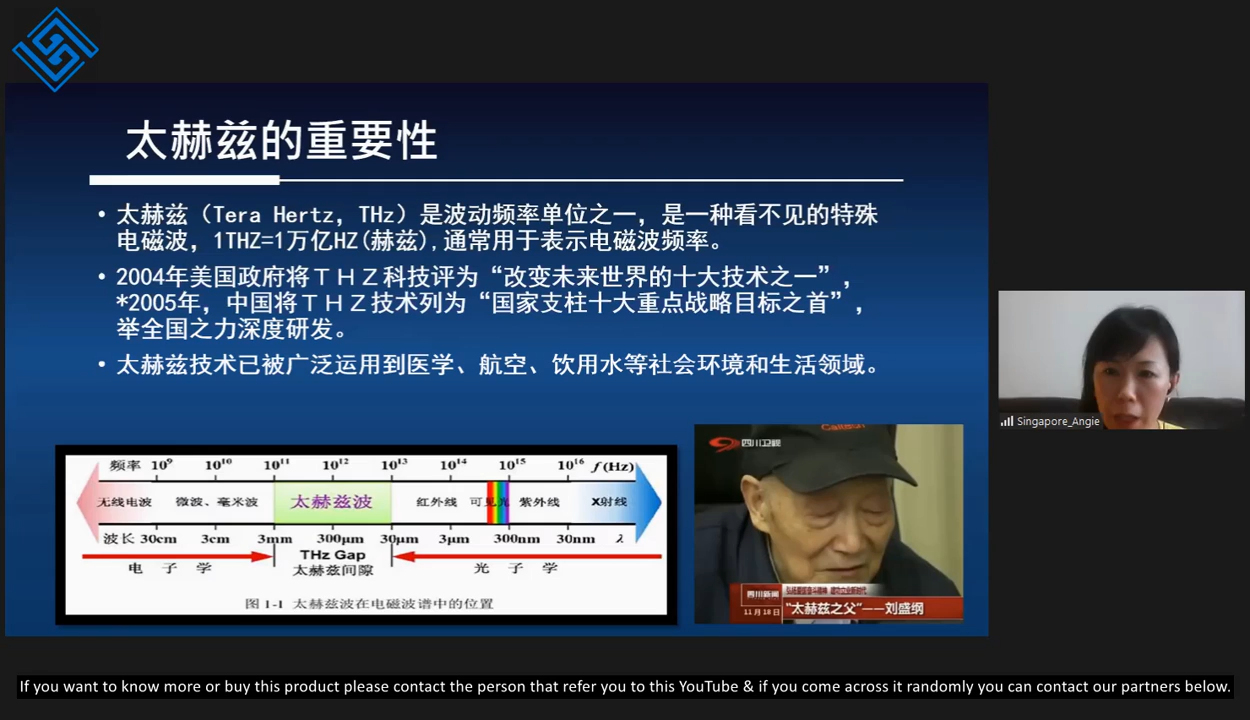 太赫兹的重要性
• 太赫兹（Tera Hertz，THz）是波动频率单位之一，是一种看不见的特殊
电磁波，1THZ=1万亿HZ(赫兹),通常用于表示电磁波频率。
• 2004年美国政府将ＴＨＺ科技评为“改变未来世界的十大技术之一”，
*2005年，中国将ＴＨＺ技术列为“国家支柱十大重点战略目标之首”，
举全国之力深度研发。
• 太赫兹技术已被广泛运用到医学、航空、饮用水等社会环境和生活领域。
频率 10⁹ 10¹⁰ 10¹¹ 10¹² 10¹³ 10¹⁴ 10¹⁵ 10¹⁶ f(Hz)
无线电波 微波、毫米波 太赫兹波 红外线 可见光 紫外线 X射线
波长 30cm 3cm 3mm 300μm 30μm 3μm 300nm 30nm λ
THz Gap
电子学 太赫兹间隙 光子学
图 1-1 太赫兹波在电磁波谱中的位置
四川卫视
四川新闻
11月18日
“太赫兹之父”——刘盛纲
Singapore_Angie
If you want to know more or buy this product please contact the person that refer you to this YouTube & if you come across it randomly you can contact our partners below.